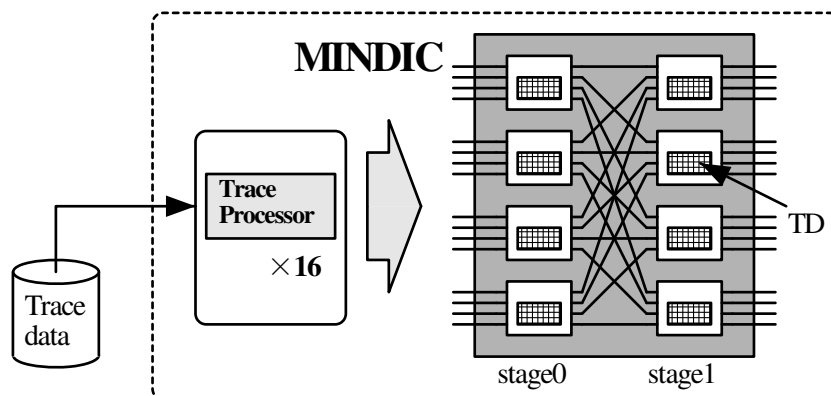 MINDIC
Trace
Processor
×16
TD
Trace
data
stage0
stage1